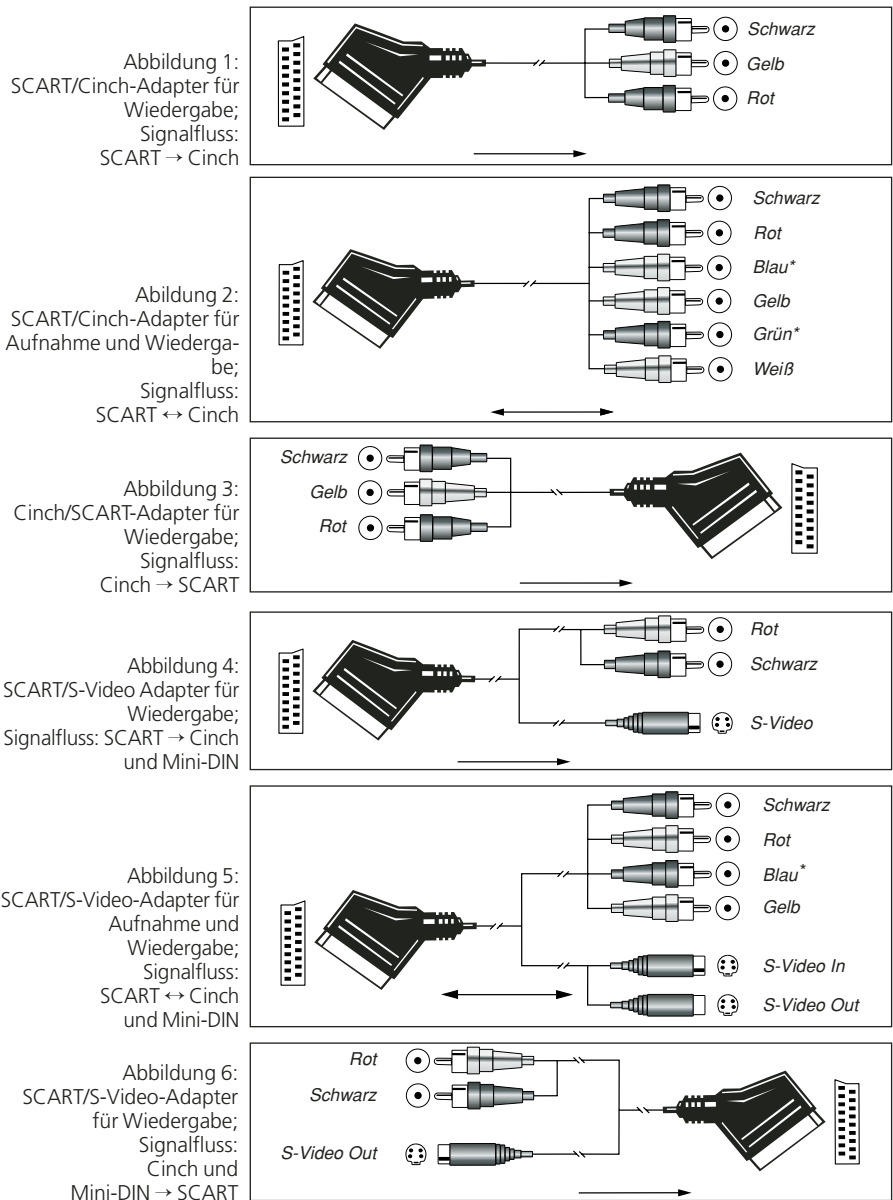 Abbildung 1:
SCART/Cinch-Adapter für
Wiedergabe;
Signalfluss:
SCART → Cinch
Schwarz
Gelb
Rot
Abildung 2:
SCART/Cinch-Adapter für
Aufnahme und Wiederga-
be;
Signalfluss:
SCART ↔ Cinch
Schwarz
Rot
Blau*
Gelb
Grün*
Weiß
Abbildung 3:
Cinch/SCART-Adapter für
Wiedergabe;
Signalfluss:
Cinch → SCART
Schwarz
Gelb
Rot
Abbildung 4:
SCART/S-Video Adapter für
Wiedergabe;
Signalfluss: SCART → Cinch
und Mini-DIN
Rot
Schwarz
S-Video
Abbildung 5:
SCART/S-Video-Adapter für
Aufnahme und
Wiedergabe;
Signalfluss:
SCART ↔ Cinch
und Mini-DIN
Schwarz
Rot
Blau*
Gelb
S-Video In
S-Video Out
Abbildung 6:
SCART/S-Video-Adapter
für Wiedergabe;
Signalfluss:
Cinch und
Mini-DIN → SCART
Rot
Schwarz
S-Video Out